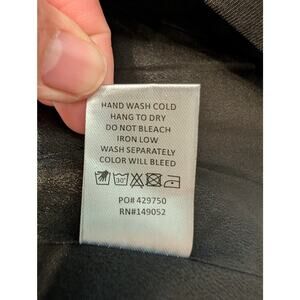 HAND WASH COLD
HANG TO DRY
DO NOT BLEACH
IRON LOW
WASH SEPARATELY
COLOR WILL BLEED
30°
PO# 429750
RN#149052